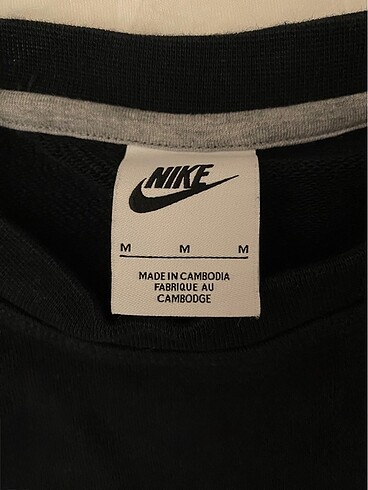 NIKE
M M M
MADE IN CAMBODIA
FABRIQUE AU
CAMBODGE